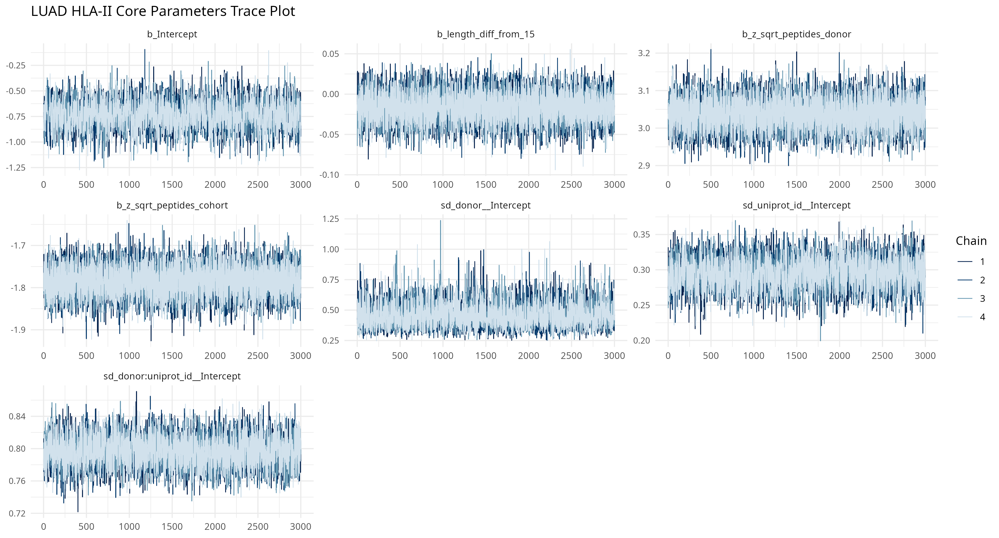 LUAD HLA-II Core Parameters Trace Plot
b_Intercept
b_length_diff_from_15
b_z_sqrt_peptides_donor
-0.25
-0.50
-0.75
-1.00
-1.25
0 500 1000 1500 2000 2500 3000
0.05
0.00
-0.05
-0.10
0 500 1000 1500 2000 2500 3000
3.2
3.1
3.0
2.9
0 500 1000 1500 2000 2500 3000
b_z_sqrt_peptides_cohort
sd_donor__Intercept
sd_uniprot_id__Intercept
-1.7
-1.8
-1.9
0 500 1000 1500 2000 2500 3000
1.25
1.00
0.75
0.50
0.25
0 500 1000 1500 2000 2500 3000
0.35
0.30
0.25
0.20
0 500 1000 1500 2000 2500 3000
sd_donor:uniprot_id__Intercept
0.84
0.80
0.76
0.72
0 500 1000 1500 2000 2500 3000
Chain
1
2
3
4